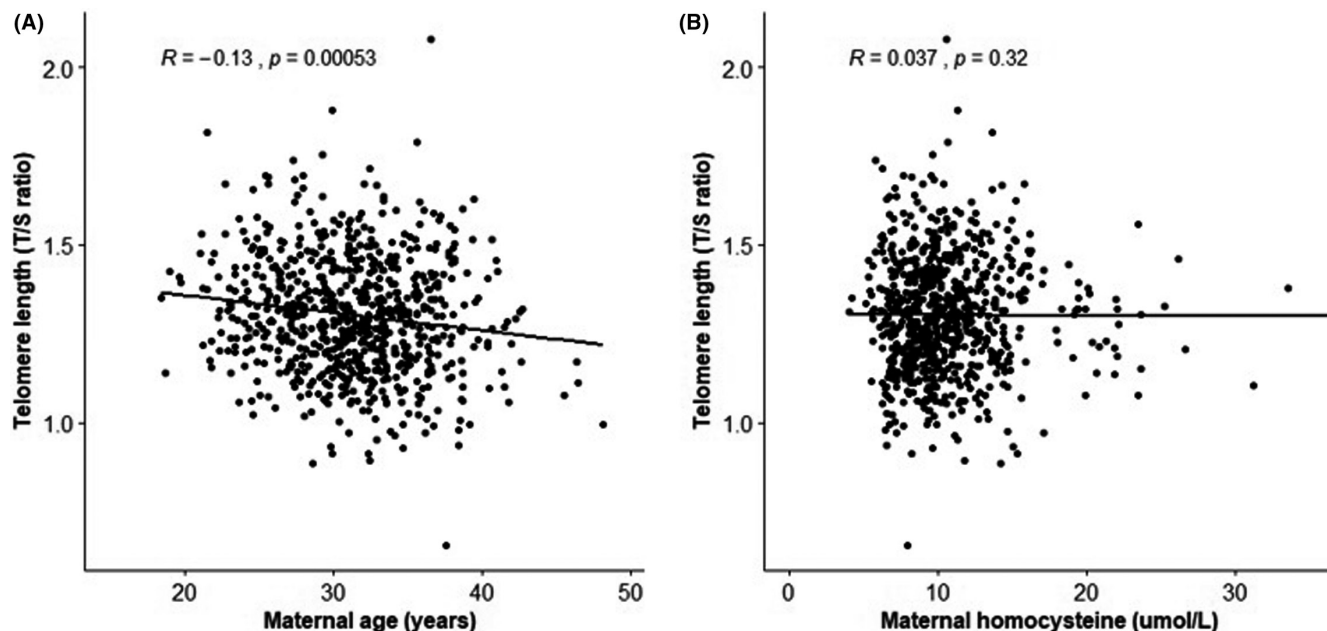 (A)
R = −0.13 , p = 0.00053
2.0
1.5
1.0
Telomere length (T/S ratio)
20 30 40 50
Maternal age (years)
(B)
R = 0.037 , p = 0.32
2.0
1.5
1.0
Telomere length (T/S ratio)
0 10 20 30
Maternal homocysteine (umol/L)